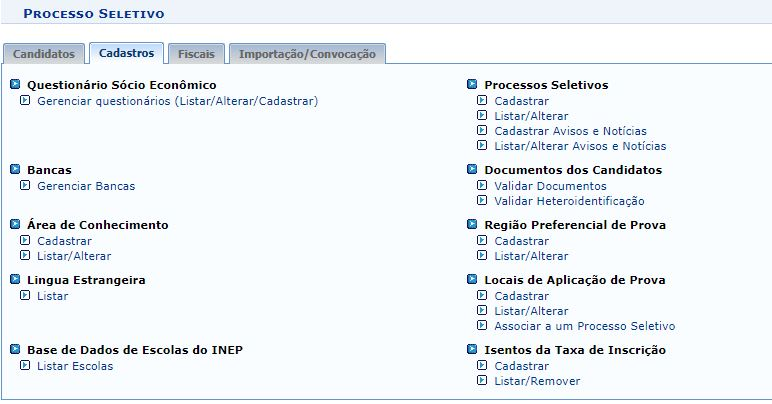 Processo Seletivo
Candidatos
Cadastros
Fiscais
Importação/Convocação
Questionário Sócio Econômico
Gerenciar questionários (Listar/Alterar/Cadastrar)
Processos Seletivos
Cadastrar
Listar/Alterar
Cadastrar Avisos e Notícias
Listar/Alterar Avisos e Notícias
Bancas
Gerenciar Bancas
Documentos dos Candidatos
Validar Documentos
Validar Heteroidentificação
Área de Conhecimento
Cadastrar
Listar/Alterar
Região Preferencial de Prova
Cadastrar
Listar/Alterar
Lingua Estrangeira
Listar
Locais de Aplicação de Prova
Cadastrar
Listar/Alterar
Associar a um Processo Seletivo
Base de Dados de Escolas do INEP
Listar Escolas
Isentos da Taxa de Inscrição
Cadastrar
Listar/Remover